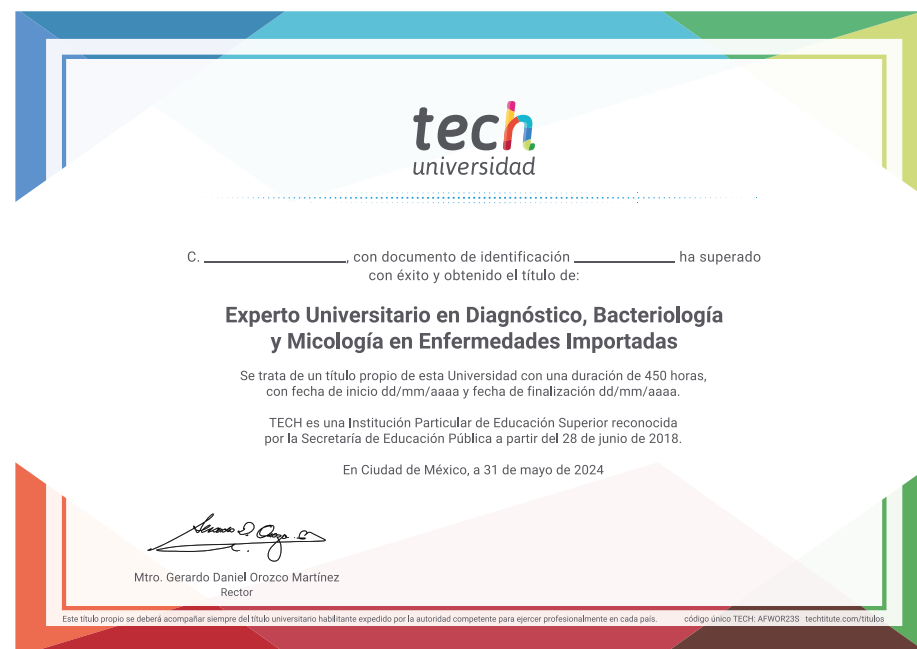 tech
universidad
C. ____________, con documento de identificación ____________ ha superado
con éxito y obtenido el título de:
Experto Universitario en Diagnóstico, Bacteriología
y Micología en Enfermedades Importadas
Se trata de un título propio de esta Universidad con una duración de 450 horas,
con fecha de inicio dd/mm/aaaa y fecha de finalización dd/mm/aaaa.
TECH es una Institución Particular de Educación Superior reconocida
por la Secretaría de Educación Pública a partir del 28 de junio de 2018.
En Ciudad de México, a 31 de mayo de 2024
Mtro. Gerardo Daniel Orozco Martínez
Rector
Este título propio se deberá acompañar siempre del título universitario habilitante expedido por la autoridad competente para ejercer profesionalmente en cada país. código único TECH: AFWOR23S techtitute.com/titulos